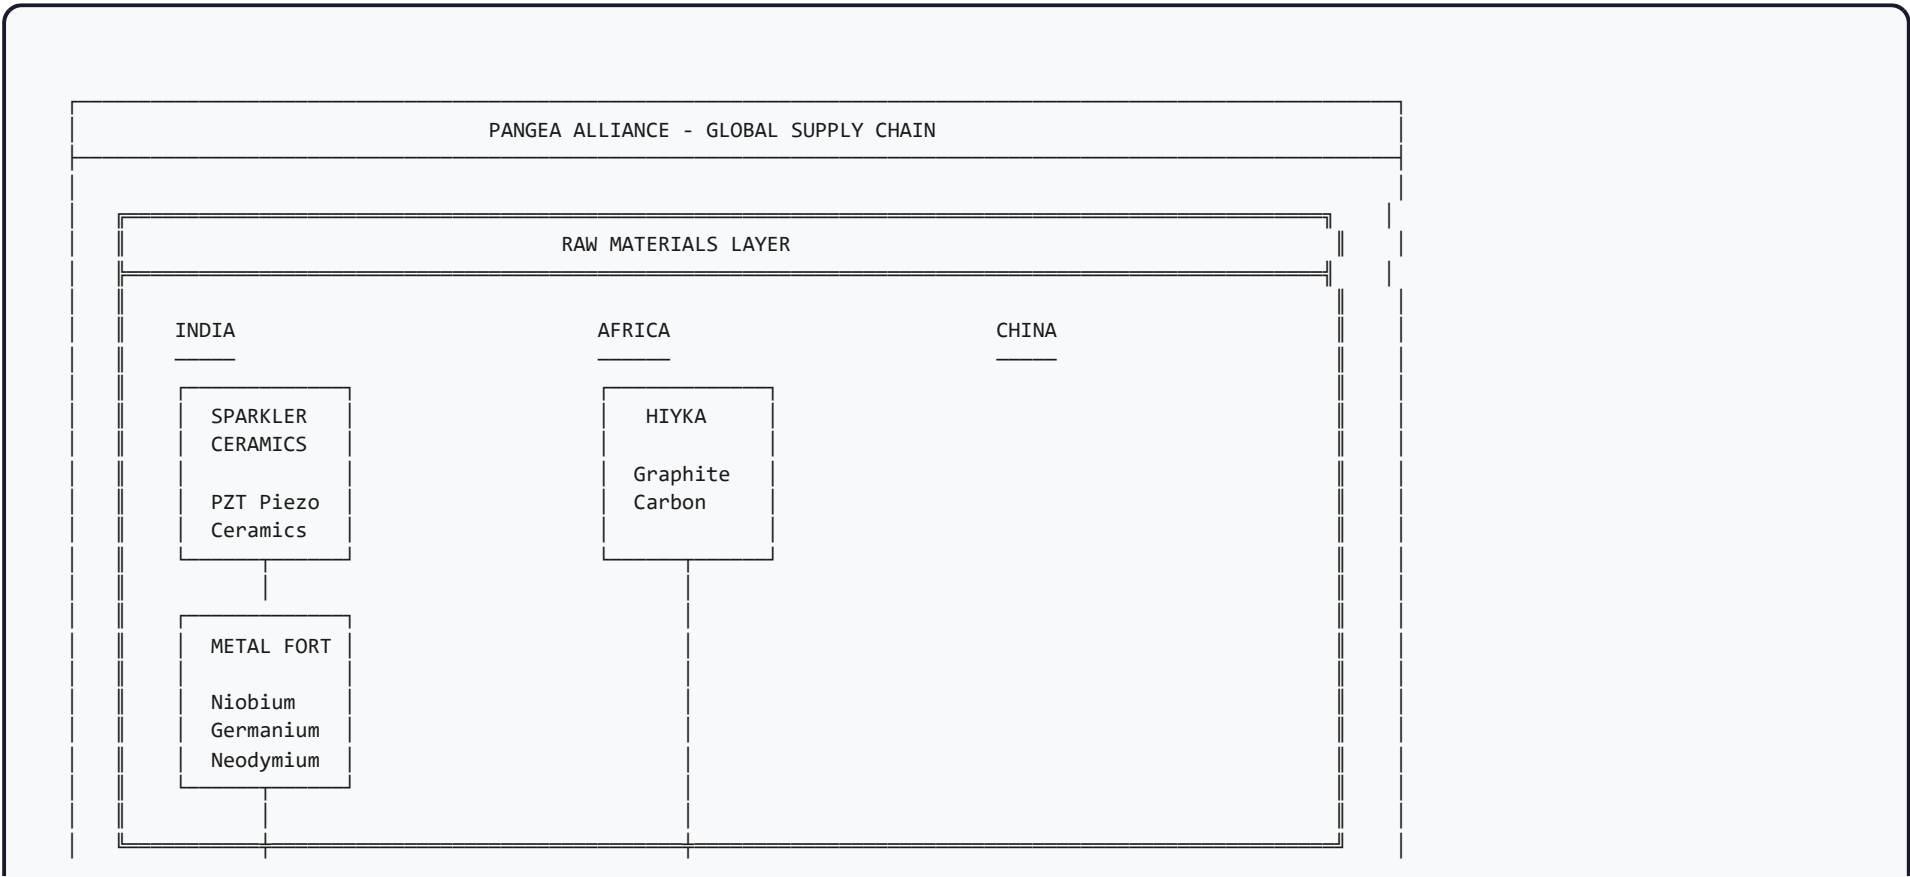 PANGEA ALLIANCE - GLOBAL SUPPLY CHAIN
RAW MATERIALS LAYER
INDIA AFRICA CHINA
SPARKLER HIYKA
CERAMICS
Graphite
PZT Piezo Carbon
Ceramics
METAL FORT
Niobium
Germanium
Neodymium